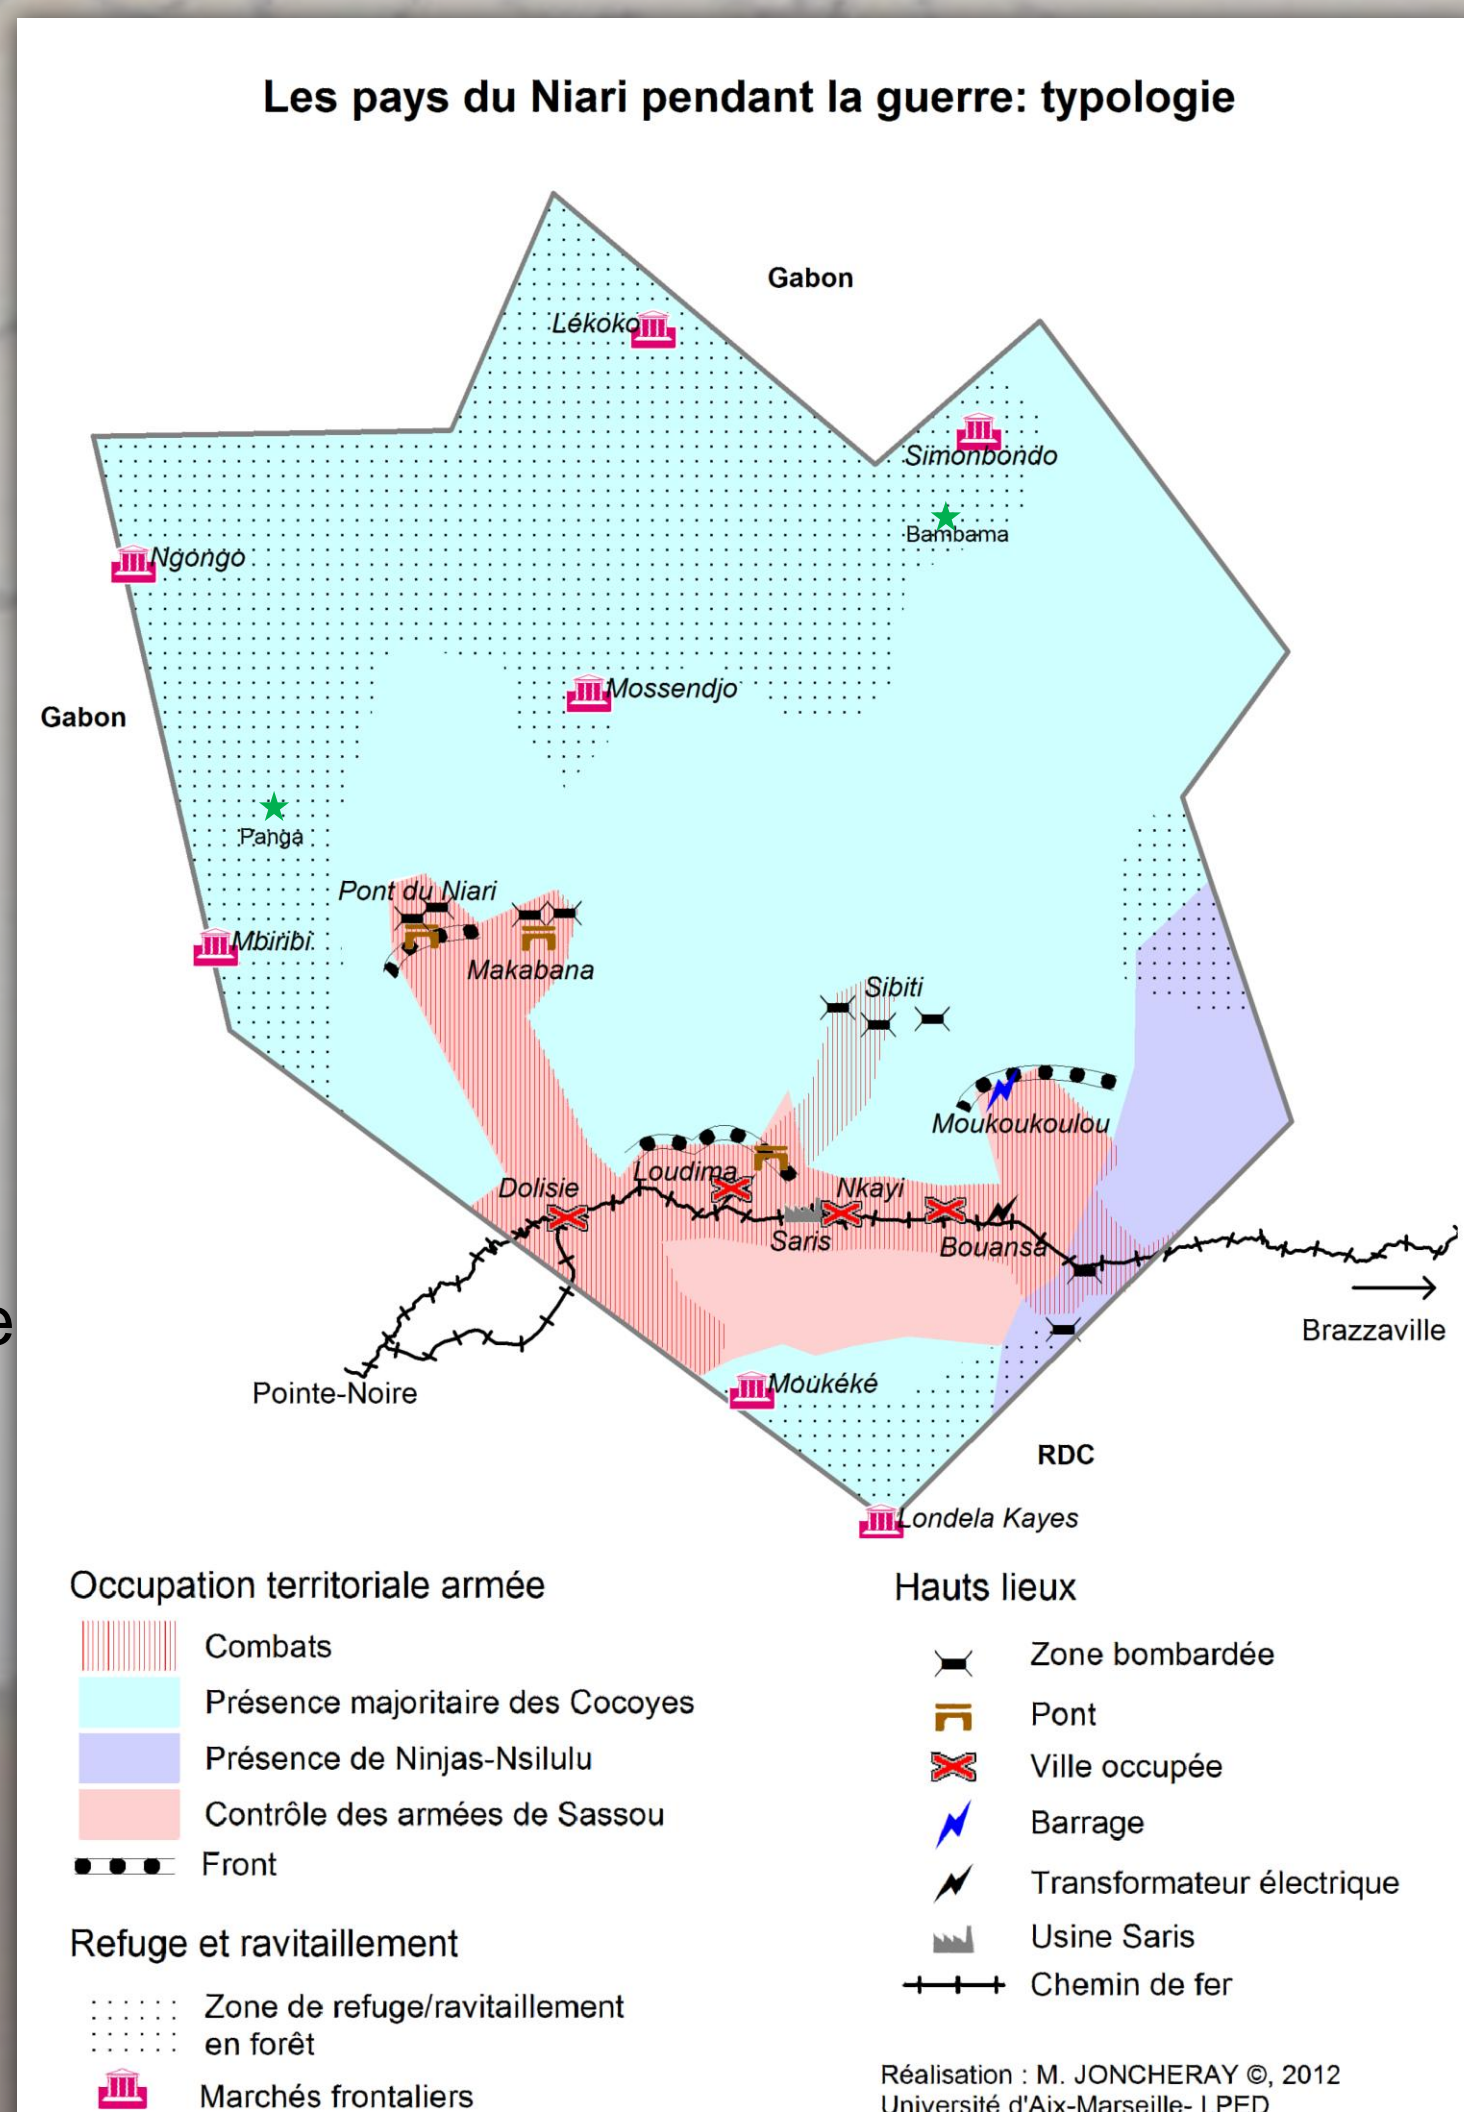 Les pays du Niari pendant la guerre: typologie
Gabon
Lékoko
Simonbondo
Bambama
Ngongo
Mossendjo
Gabon
Panga
Pont du Niari
Mbiribi
Makabana
Sibiti
Moukoukoulou
Loudima
Dolisie
Nkayi
Saris
Bouansa
e
Brazzaville
Pointe-Noire
Moukéké
RDC
Londela Kayes
Occupation territoriale armée
Combats
Présence majoritaire des Cocoyes
Présence de Ninjas-Nsilulu
Contrôle des armées de Sassou
Front
Refuge et ravitaillement
Zone de refuge/ravitaillement
en forêt
Marchés frontaliers
Hauts lieux
Zone bombardée
Pont
Ville occupée
Barrage
Transformateur électrique
Usine Saris
Chemin de fer
Réalisation : M. JONCHERAY ©, 2012
Université d'Aix-Marseille- LPED